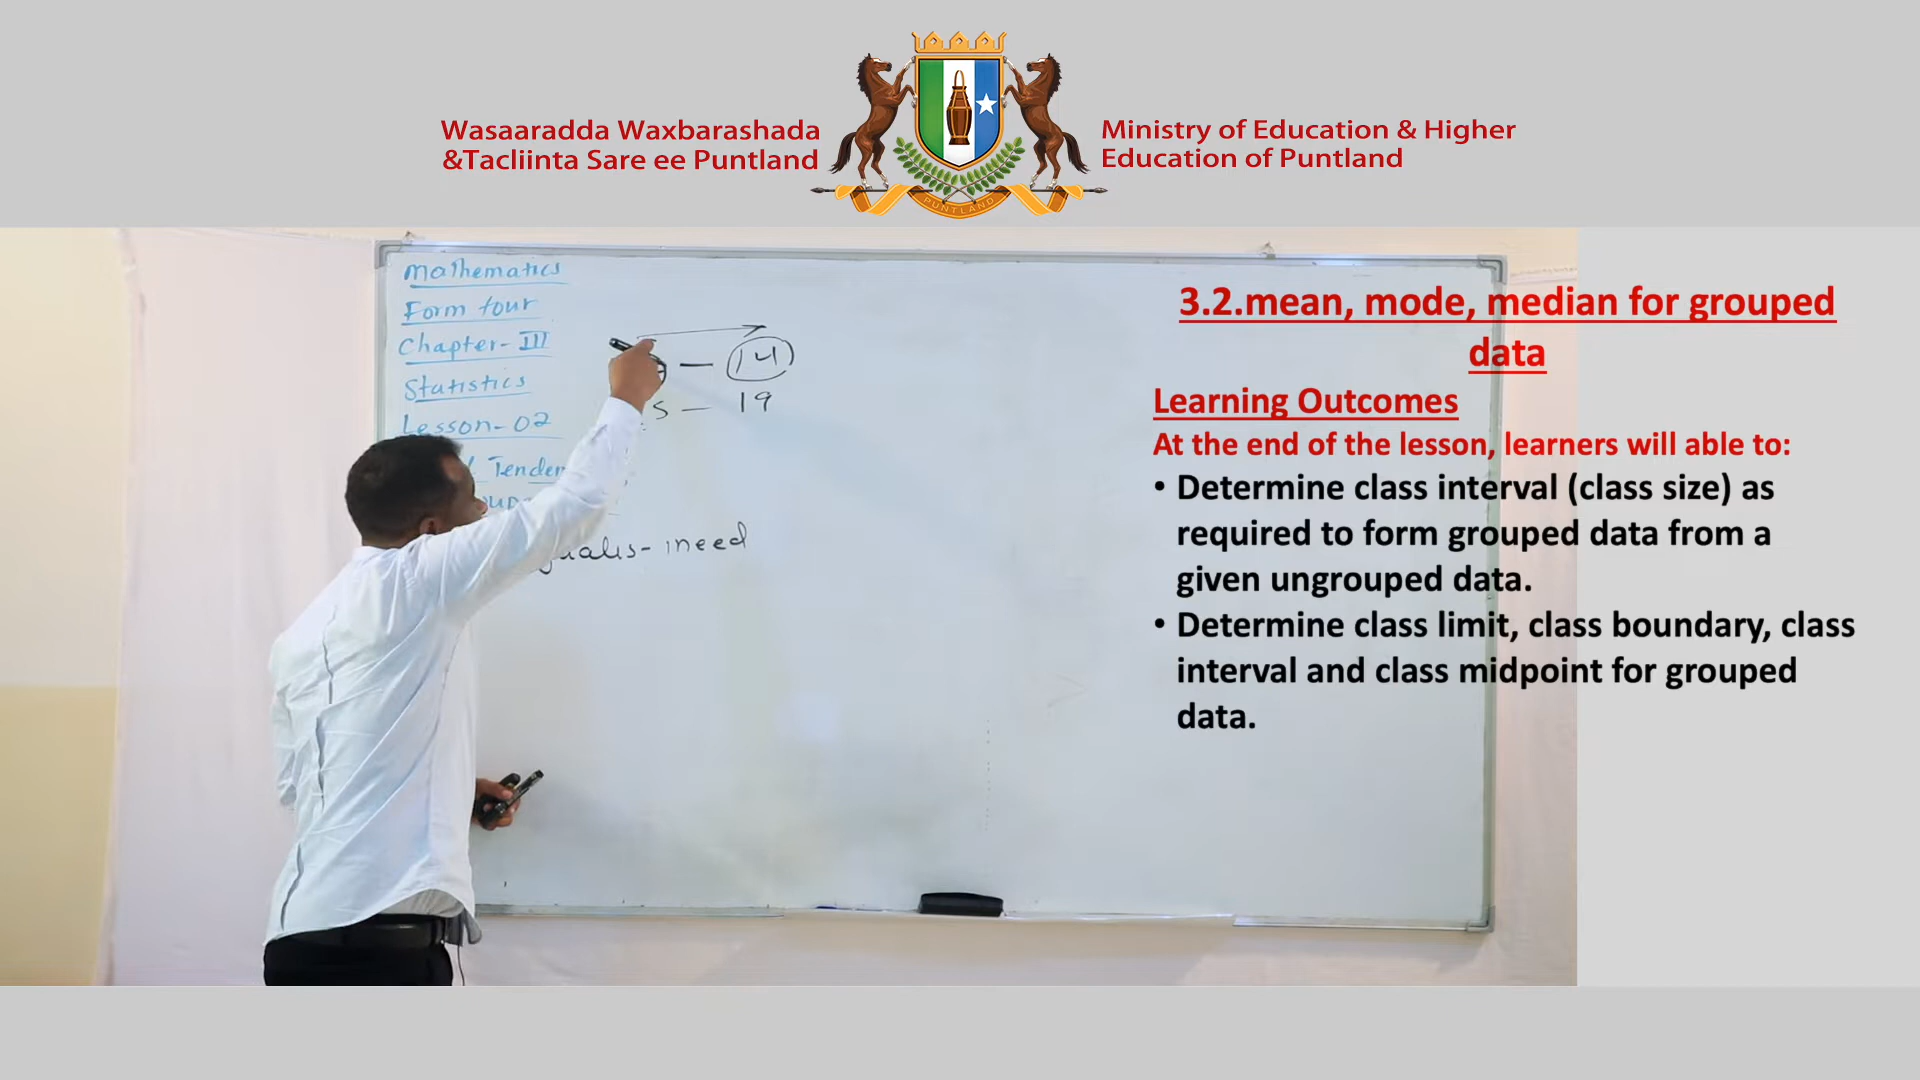 Wasaaradda Waxbarashada
&Tacliinta Sare ee Puntland
Ministry of Education & Higher
Education of Puntland
PUNTLAND
Mathematics
Form four
Chapter-III
Statistics
Lesson-02
Tender
— 14
5 — 19
ineed
3.2.mean, mode, median for grouped
data
Learning Outcomes
At the end of the lesson, learners will able to:
• Determine class interval (class size) as
required to form grouped data from a
given ungrouped data.
• Determine class limit, class boundary, class
interval and class midpoint for grouped
data.